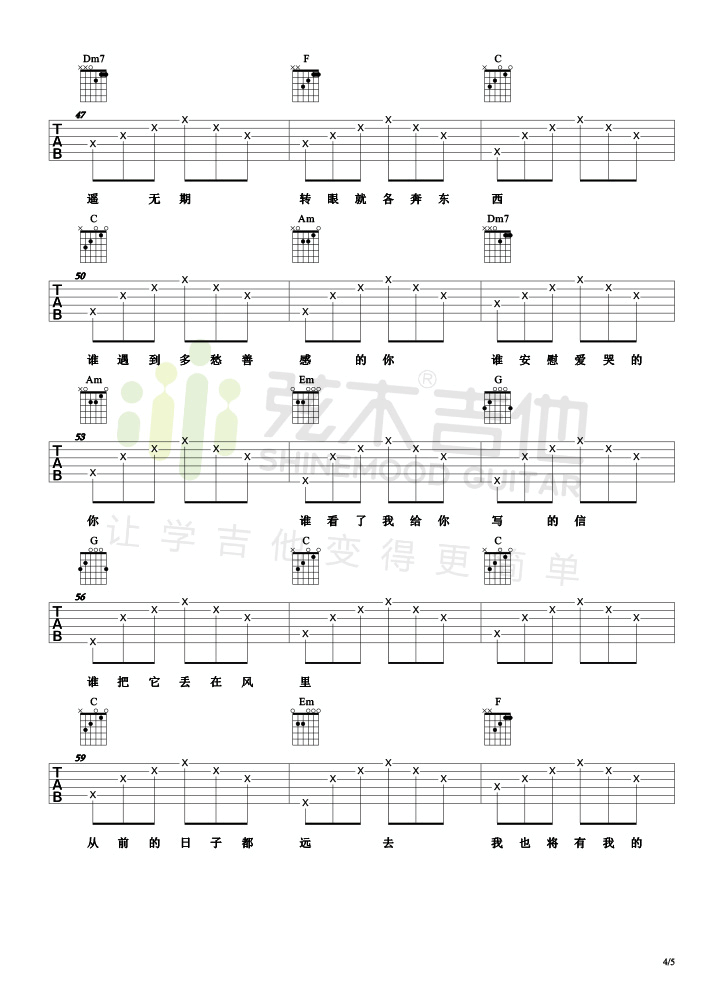 Dm7 F C
47
遥 无 期 转 眼 就 各 奔 东 西
C Am Dm7
50
谁 遇 到 多 愁 善 感 的 你 谁 安 慰 爱 哭 的
Am Em G
弦木吉他®
53
SHINEMOOD GUITAR
你 谁 看 了 我 给 你 写 的 信
让学吉他变得更简单
G C C
56
谁 把 它 丢 在 风 里
C Em F
59
从 前 的 日 子 都 远 去 我 也 将 有 我 的
4/5